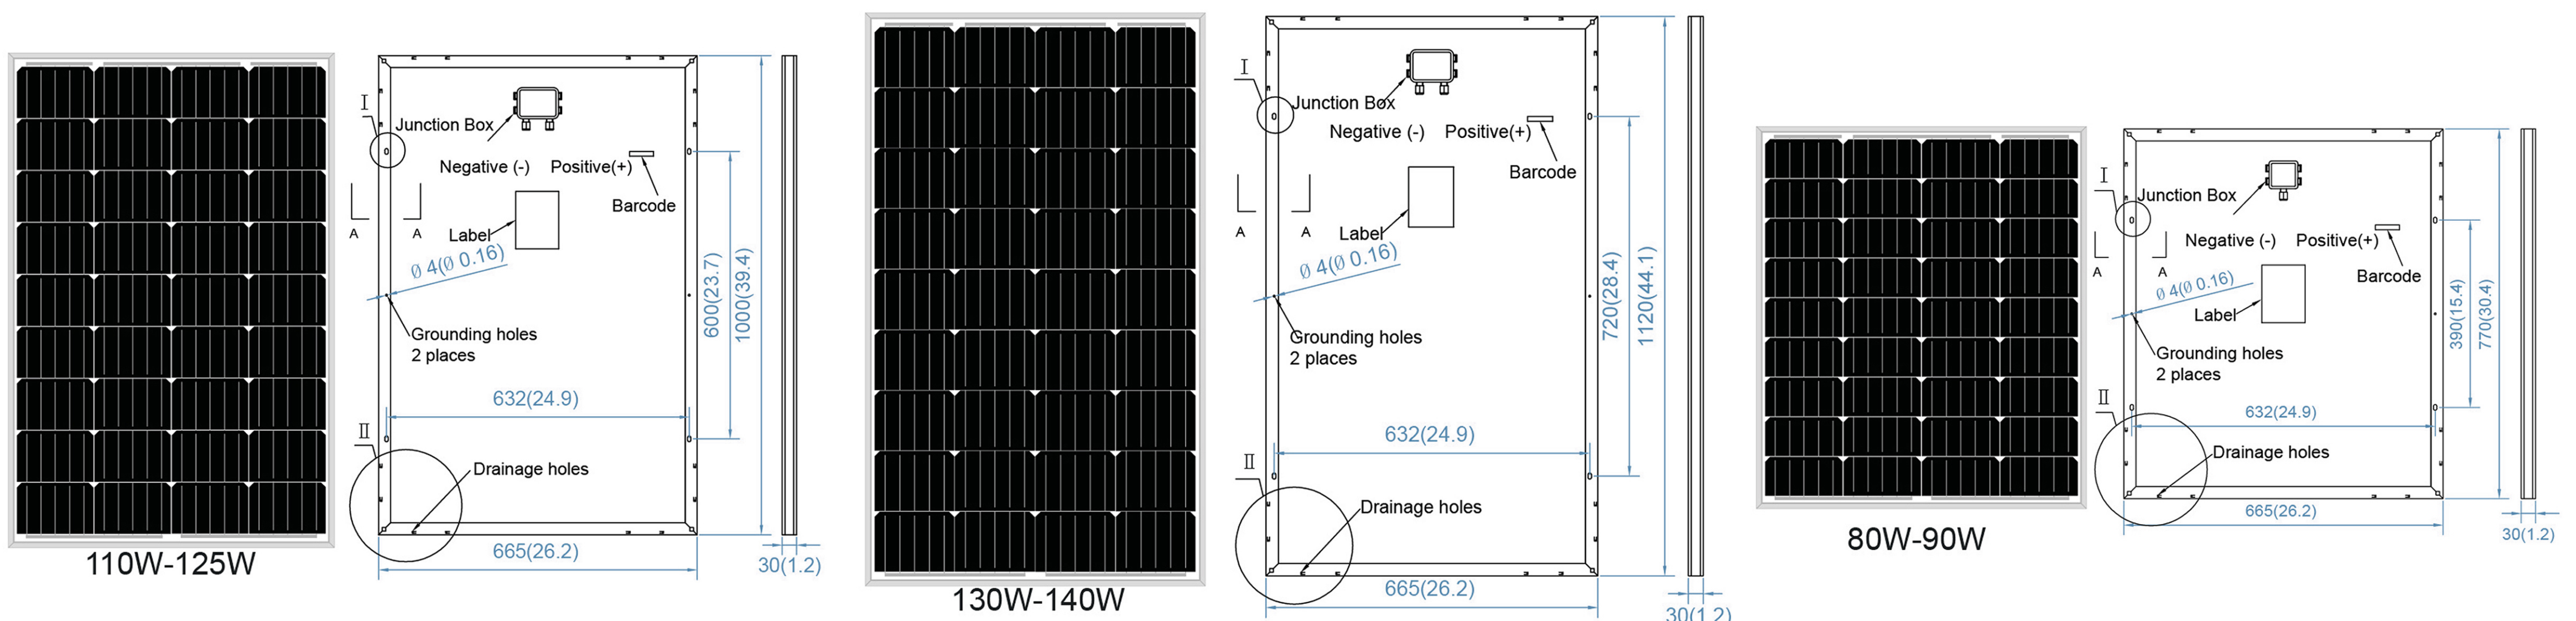 I
Junction Box
Negative (-) Positive(+)
Barcode
A A
Label
Ø 4(Ø 0.16)
Grounding holes
2 places
600(23.7)
1000(39.4)
632(24.9)
II
Drainage holes
665(26.2)
30(1.2)
110W-125W
I
Junction Box
Negative (-) Positive(+)
Barcode
A A
Label
Ø 4(Ø 0.16)
Grounding holes
2 places
720(28.4)
1120(44.1)
632(24.9)
II
Drainage holes
665(26.2)
30(1.2)
130W-140W
I
Junction Box
Negative (-) Positive(+)
Barcode
A A
Ø 4(Ø 0.16)
Label
Grounding holes
2 places
390(15.4)
770(30.4)
II
632(24.9)
Drainage holes
665(26.2)
30(1.2)
80W-90W